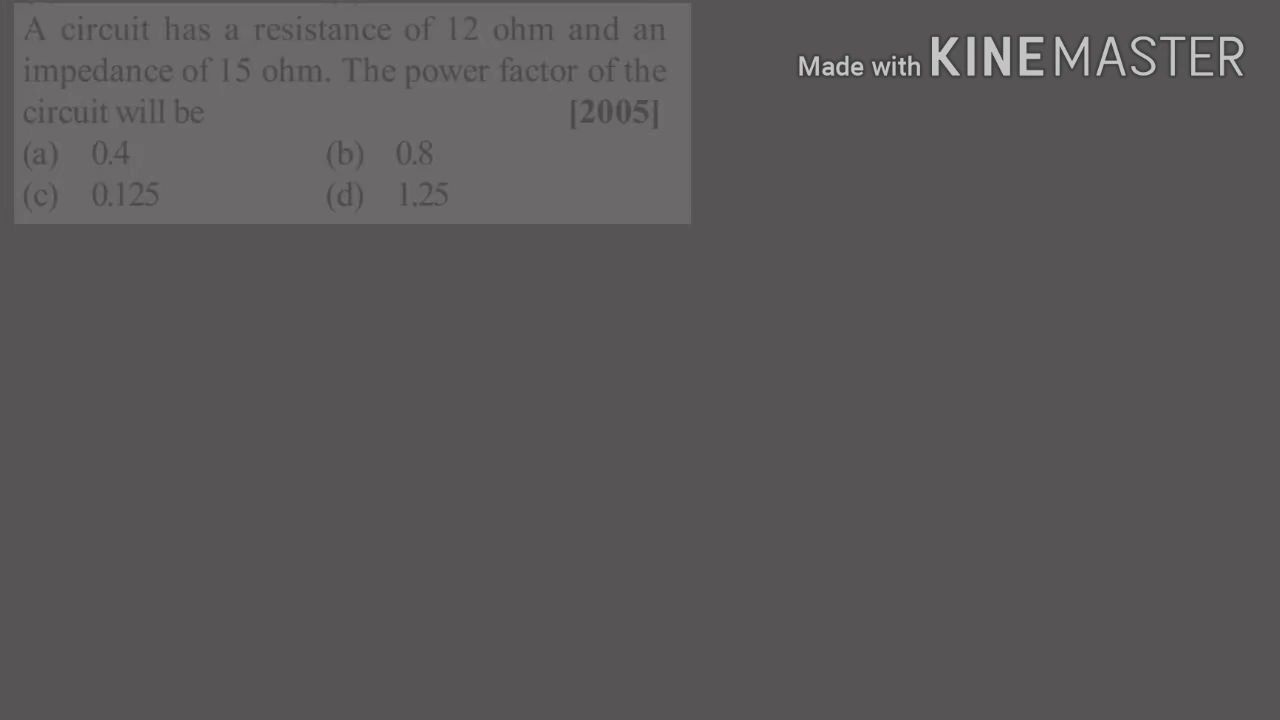 A circuit has a resistance of 12 ohm and an
impedance of 15 ohm. The power factor of the
circuit will be [2005]
(a) 0.4 (b) 0.8
(c) 0.125 (d) 1.25
Made with KINEMASTER